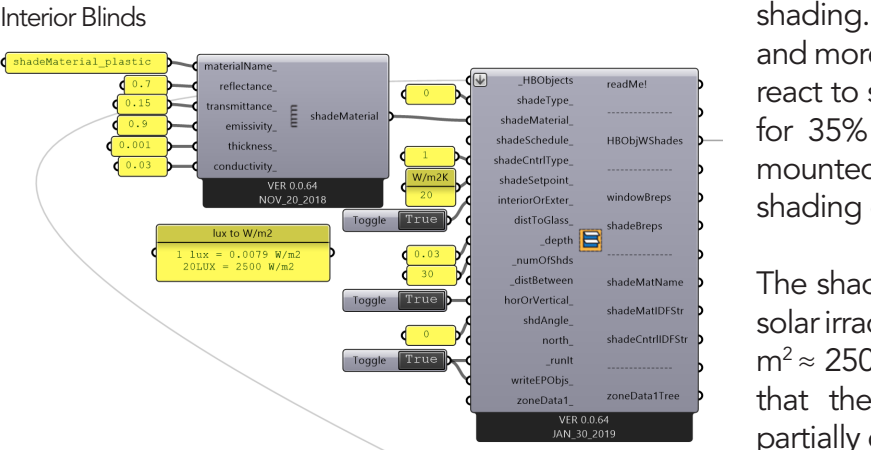 Interior Blinds
shadeMaterial_plastic
0.7
0.15
0.9
0.001
0.03
materialName_
reflectance_
transmittance_
emissivity_
thickness_
conductivity_
shadeMaterial
VER 0.0.64
NOV_20_2018
lux to W/m2
1 lux = 0.0079 W/m2
20LUX = 2500 W/m2
0
1
W/m2K
20
Toggle True
0.03
30
Toggle True
0
Toggle True
_HBObjects
shadeType_
shadeMaterial_
shadeSchedule_
shadeCntrlType_
shadeSetpoint_
interiorOrExter_
distToGlass_
_depth
_numOfShds
_distBetween
horOrVertical_
shdAngle_
north_
_runIt
writeEPObjs_
zoneData1_
readMe!
---------------
HBObjWShades
---------------
windowBreps
shadeBreps
---------------
shadeMatName
shadeMatIDFStr
shadeCntrlIDFStr
---------------
zoneData1Tree
VER 0.0.64
JAN_30_2019
shading.
and more
react to s
for 35%
mounted
shading
The shad
solar irrad
m² ≈ 250
that the
partially